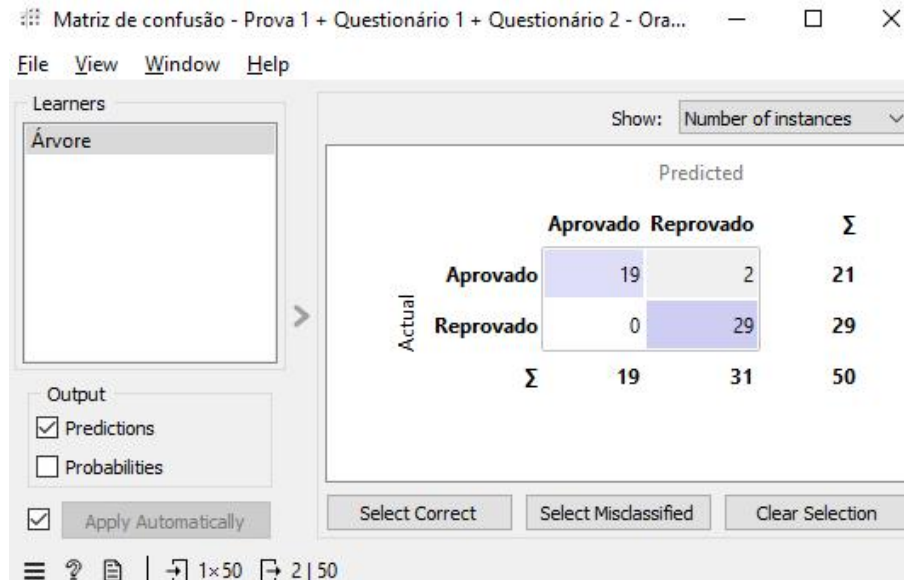 Matriz de confusão - Prova 1 + Questionário 1 + Questionário 2 - Ora...
File View Window Help
Learners
Árvore
Show: Number of instances
Predicted
Aprovado Reprovado Σ
Actual
Aprovado 19 2 21
Reprovado 0 29 29
Σ 19 31 50
Output
Predictions
Probabilities
Apply Automatically
Select Correct Select Misclassified Clear Selection
1×50 2 | 50